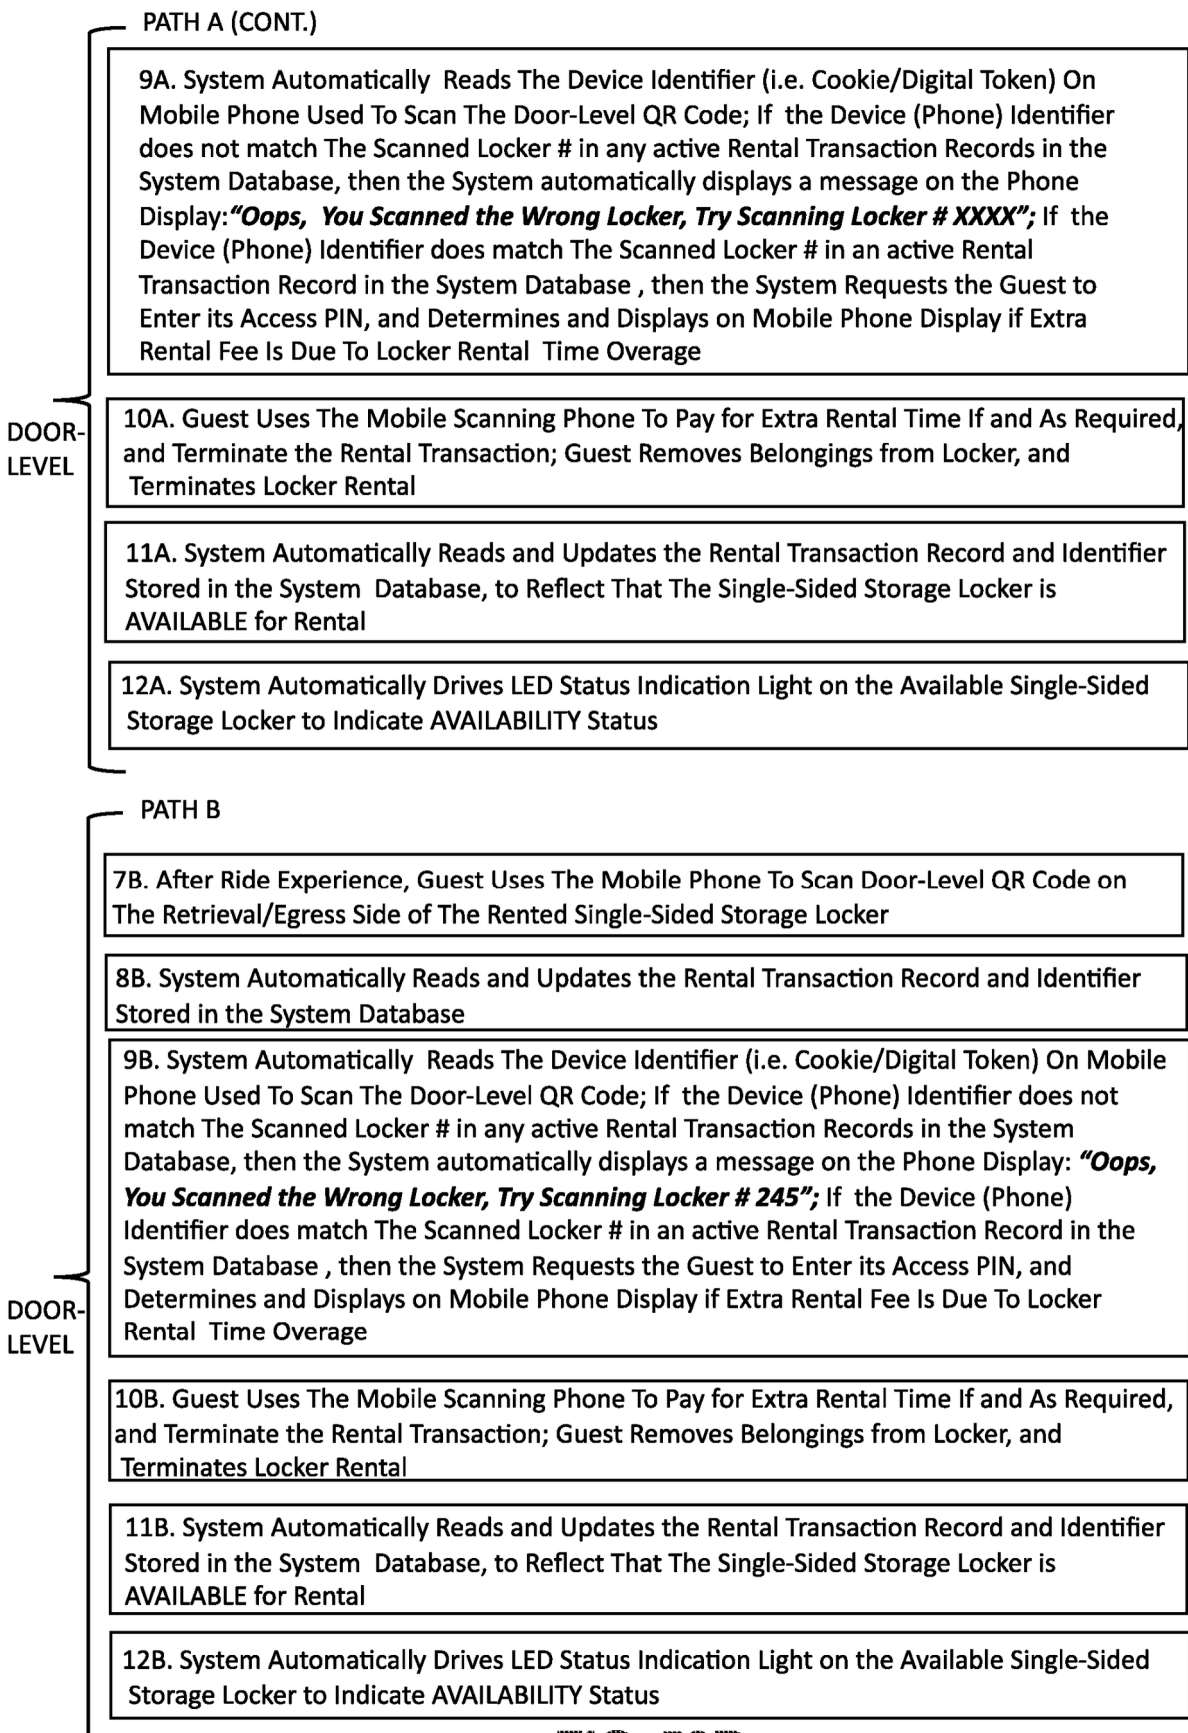 PATH A (CONT.)
9A. System Automatically Reads The Device Identifier (i.e. Cookie/Digital Token) On
Mobile Phone Used To Scan The Door-Level QR Code; If the Device (Phone) Identifier
does not match The Scanned Locker # in any active Rental Transaction Records in the
System Database, then the System automatically displays a message on the Phone
Display:“Oops, You Scanned the Wrong Locker, Try Scanning Locker # XXXX”; If the
Device (Phone) Identifier does match The Scanned Locker # in an active Rental
Transaction Record in the System Database , then the System Requests the Guest to
Enter its Access PIN, and Determines and Displays on Mobile Phone Display if Extra
Rental Fee Is Due To Locker Rental Time Overage
DOOR-
LEVEL
10A. Guest Uses The Mobile Scanning Phone To Pay for Extra Rental Time If and As Required,
and Terminate the Rental Transaction; Guest Removes Belongings from Locker, and
Terminates Locker Rental
11A. System Automatically Reads and Updates the Rental Transaction Record and Identifier
Stored in the System Database, to Reflect That The Single-Sided Storage Locker is
AVAILABLE for Rental
12A. System Automatically Drives LED Status Indication Light on the Available Single-Sided
Storage Locker to Indicate AVAILABILITY Status
PATH B
7B. After Ride Experience, Guest Uses The Mobile Phone To Scan Door-Level QR Code on
The Retrieval/Egress Side of The Rented Single-Sided Storage Locker
8B. System Automatically Reads and Updates the Rental Transaction Record and Identifier
Stored in the System Database
9B. System Automatically Reads The Device Identifier (i.e. Cookie/Digital Token) On Mobile
Phone Used To Scan The Door-Level QR Code; If the Device (Phone) Identifier does not
match The Scanned Locker # in any active Rental Transaction Records in the System
Database, then the System automatically displays a message on the Phone Display: “Oops,
You Scanned the Wrong Locker, Try Scanning Locker # 245”; If the Device (Phone)
Identifier does match The Scanned Locker # in an active Rental Transaction Record in the
System Database , then the System Requests the Guest to Enter its Access PIN, and
Determines and Displays on Mobile Phone Display if Extra Rental Fee Is Due To Locker
Rental Time Overage
DOOR-
LEVEL
10B. Guest Uses The Mobile Scanning Phone To Pay for Extra Rental Time If and As Required,
and Terminate the Rental Transaction; Guest Removes Belongings from Locker, and
Terminates Locker Rental
11B. System Automatically Reads and Updates the Rental Transaction Record and Identifier
Stored in the System Database, to Reflect That The Single-Sided Storage Locker is
AVAILABLE for Rental
12B. System Automatically Drives LED Status Indication Light on the Available Single-Sided
Storage Locker to Indicate AVAILABILITY Status